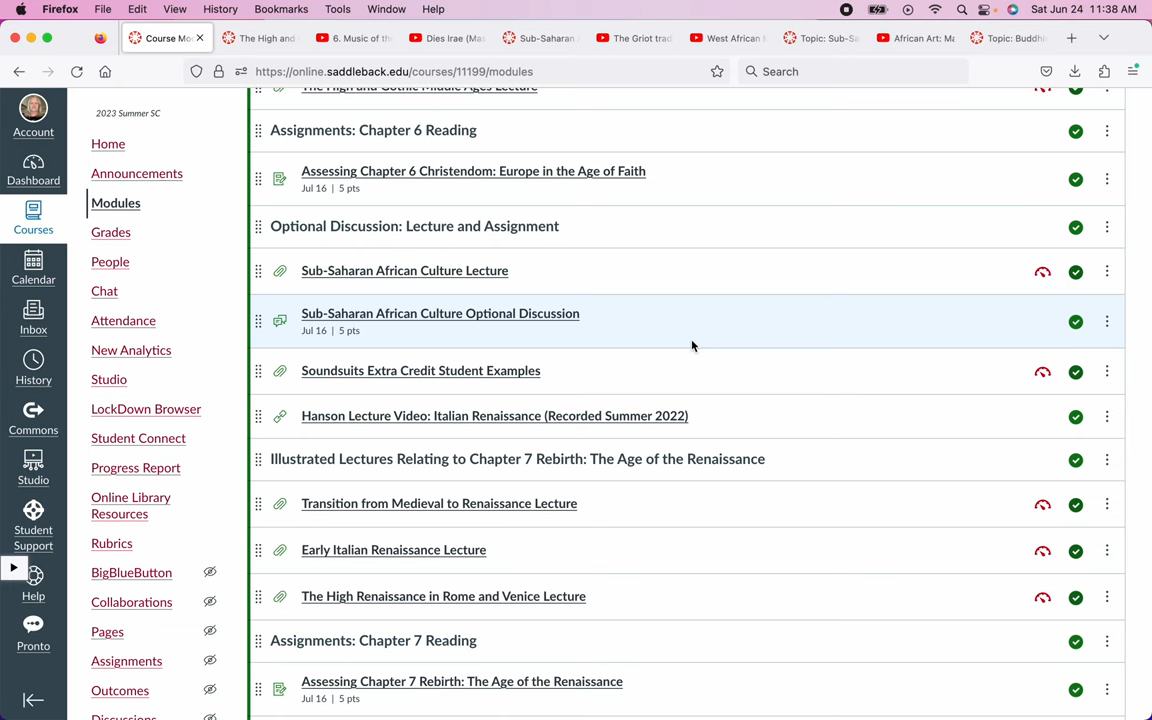 Firefox File Edit View History Bookmarks Tools Window Help Sat Jun 24 11:38 AM
Course Mo The High and 6. Music of the Dies Irae (Ma Sub-Saharan The Griot trad West African Topic: Sub-Sa African Art: Ma Topic: Buddhi
https://online.saddleback.edu/courses/11199/modules Search
Account
Dashboard
Courses
Calendar
Inbox
History
Commons
Studio
Student
Support
Help
Pronto
2023 Summer SC
Home
Announcements
Modules
Grades
People
Chat
Attendance
New Analytics
Studio
LockDown Browser
Student Connect
Progress Report
Online Library
Resources
Rubrics
BigBlueButton
Collaborations
Pages
Assignments
Outcomes
Discussions
The High and Gothic Middle Ages Lecture
Assignments: Chapter 6 Reading
Assessing Chapter 6 Christendom: Europe in the Age of Faith
Jul 16 | 5 pts
Optional Discussion: Lecture and Assignment
Sub-Saharan African Culture Lecture
Sub-Saharan African Culture Optional Discussion
Jul 16 | 5 pts
Soundsuits Extra Credit Student Examples
Hanson Lecture Video: Italian Renaissance (Recorded Summer 2022)
Illustrated Lectures Relating to Chapter 7 Rebirth: The Age of the Renaissance
Transition from Medieval to Renaissance Lecture
Early Italian Renaissance Lecture
The High Renaissance in Rome and Venice Lecture
Assignments: Chapter 7 Reading
Assessing Chapter 7 Rebirth: The Age of the Renaissance
Jul 16 | 5 pts